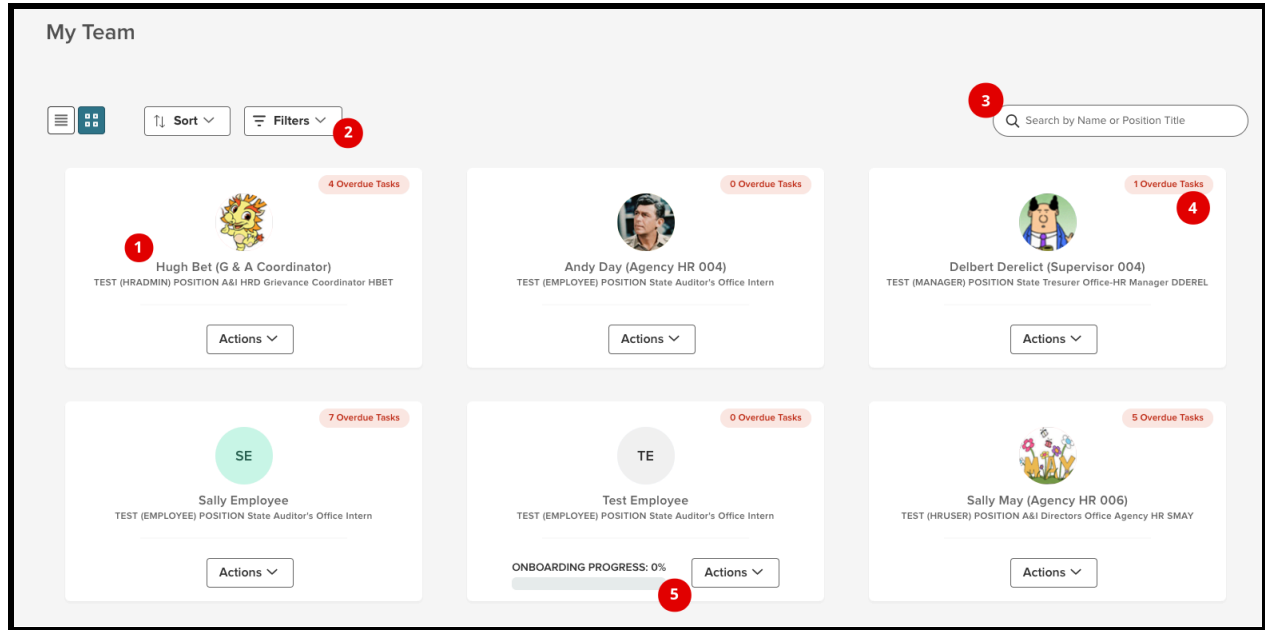 My Team
3
Sort
Filters
2
Search by Name or Position Title
4 Overdue Tasks
1
Hugh Bet (G & A Coordinator)
TEST (HRADMIN) POSITION A&I HRD Grievance Coordinator HBET
Actions
0 Overdue Tasks
Andy Day (Agency HR 004)
TEST (EMPLOYEE) POSITION State Auditor's Office Intern
Actions
1 Overdue Tasks
4
Delbert Derelict (Supervisor 004)
TEST (MANAGER) POSITION State Tresurer Office-HR Manager DDEREL
Actions
7 Overdue Tasks
SE
Sally Employee
TEST (EMPLOYEE) POSITION State Auditor's Office Intern
Actions
0 Overdue Tasks
TE
Test Employee
TEST (EMPLOYEE) POSITION State Auditor's Office Intern
ONBOARDING PROGRESS: 0%
Actions
5
5 Overdue Tasks
MAY
Sally May (Agency HR 006)
TEST (HRUSER) POSITION A&I Directors Office Agency HR SMAY
Actions